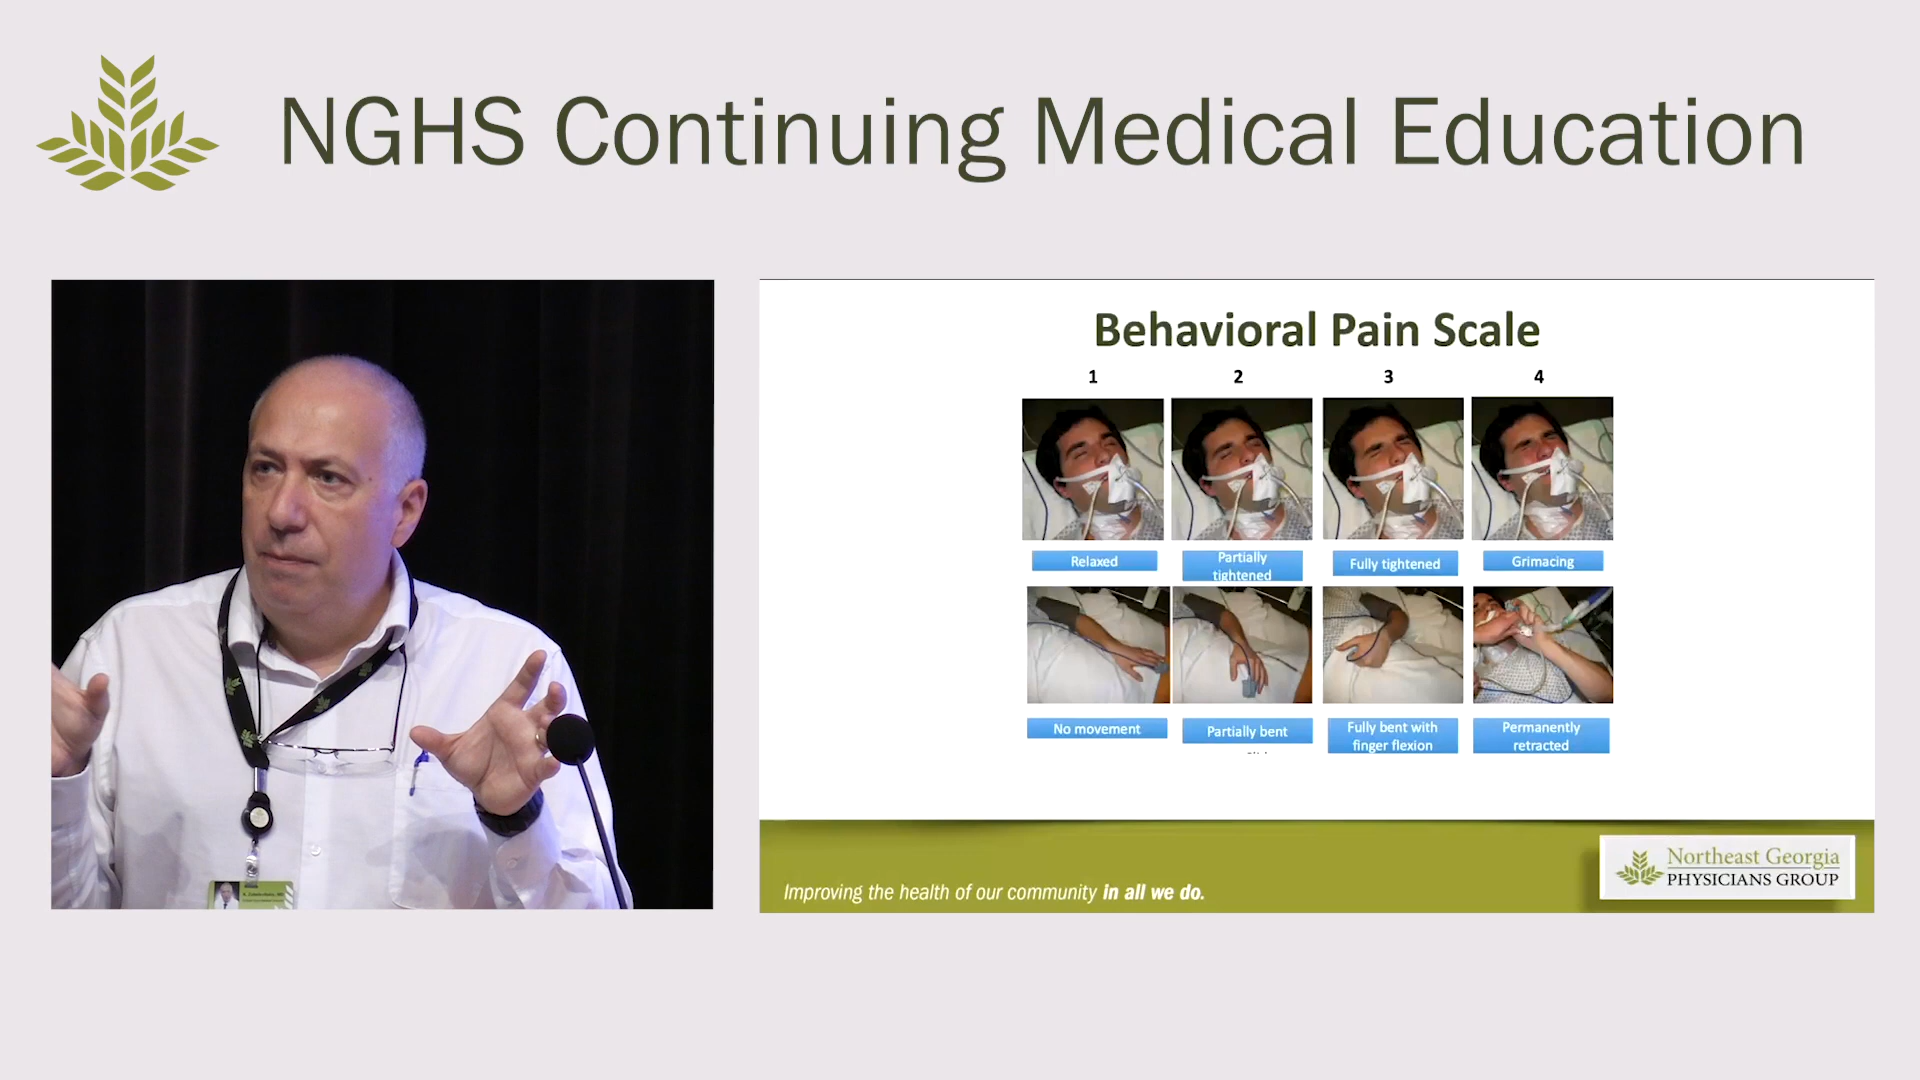 NGHS Continuing Medical Education
Behavioral Pain Scale
1 2 3 4
Relaxed
Partially
tightened
Fully tightened
Grimacing
No movement
Partially bent
Fully bent with
finger flexion
Permanently
retracted
Improving the health of our community in all we do.
Northeast Georgia
PHYSICIANS GROUP